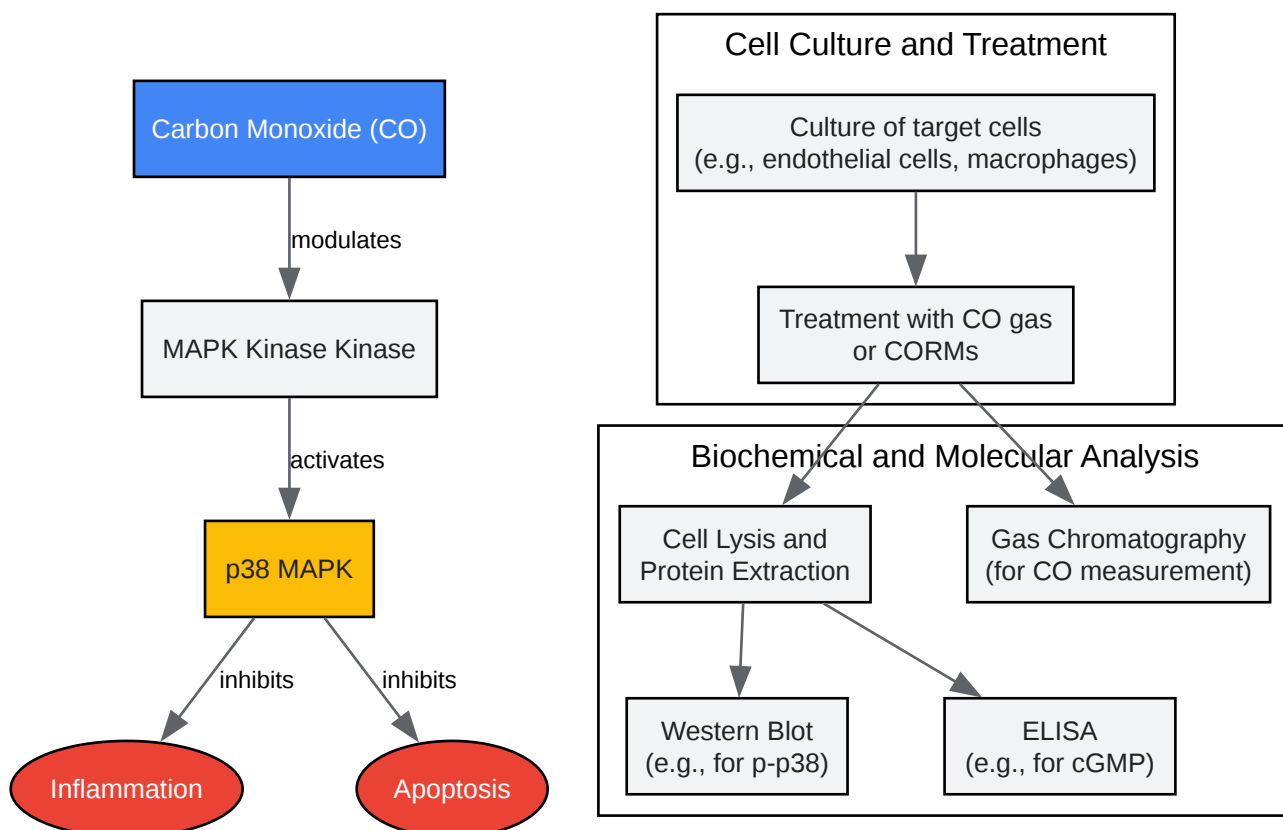 Carbon Monoxide (CO)
modulates
MAPK Kinase Kinase
activates
p38 MAPK
inhibits
inhibits
Inflammation
Apoptosis
Cell Culture and Treatment
Culture of target cells
(e.g., endothelial cells, macrophages)
Treatment with CO gas
or CORMs
Biochemical and Molecular Analysis
Cell Lysis and
Protein Extraction
Gas Chromatography
(for CO measurement)
Western Blot
(e.g., for p-p38)
ELISA
(e.g., for cGMP)